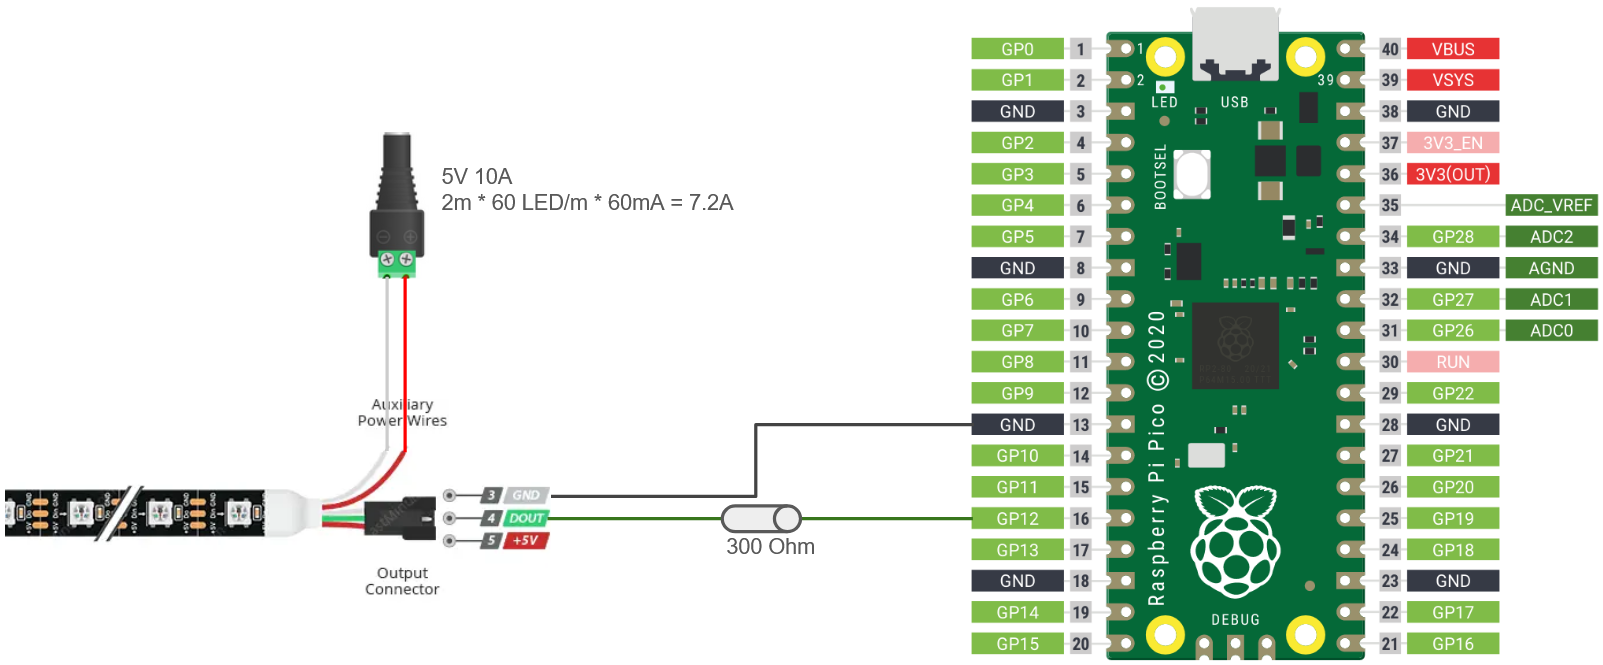 5V 10A
2m * 60 LED/m * 60mA = 7.2A
Auxiliary
Power Wires
3 GND
4 DOUT
5 +5V
Output
Connector
300 Ohm
GP0 1
GP1 2
GND 3
GP2 4
GP3 5
GP4 6
GP5 7
GND 8
GP6 9
GP7 10
GP8 11
GP9 12
GND 13
GP10 14
GP11 15
GP12 16
GP13 17
GND 18
GP14 19
GP15 20
1
2
39
LED
USB
BOOTSEL
Raspberry Pi Pico © 2020
DEBUG
40 VBUS
39 VSYS
38 GND
37 3V3_EN
36 3V3(OUT)
35 ADC_VREF
34 GP28 ADC2
33 GND AGND
32 GP27 ADC1
31 GP26 ADC0
30 RUN
29 GP22
28 GND
27 GP21
26 GP20
25 GP19
24 GP18
23 GND
22 GP17
21 GP16